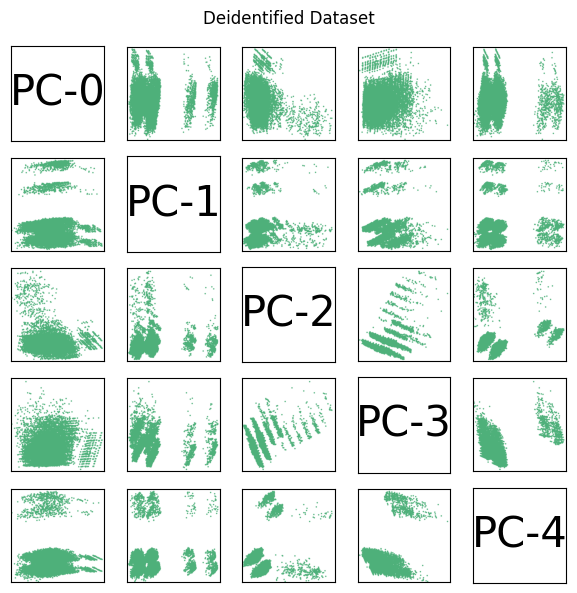 Deidentified Dataset
PC-0
PC-1
PC-2
PC-3
PC-4